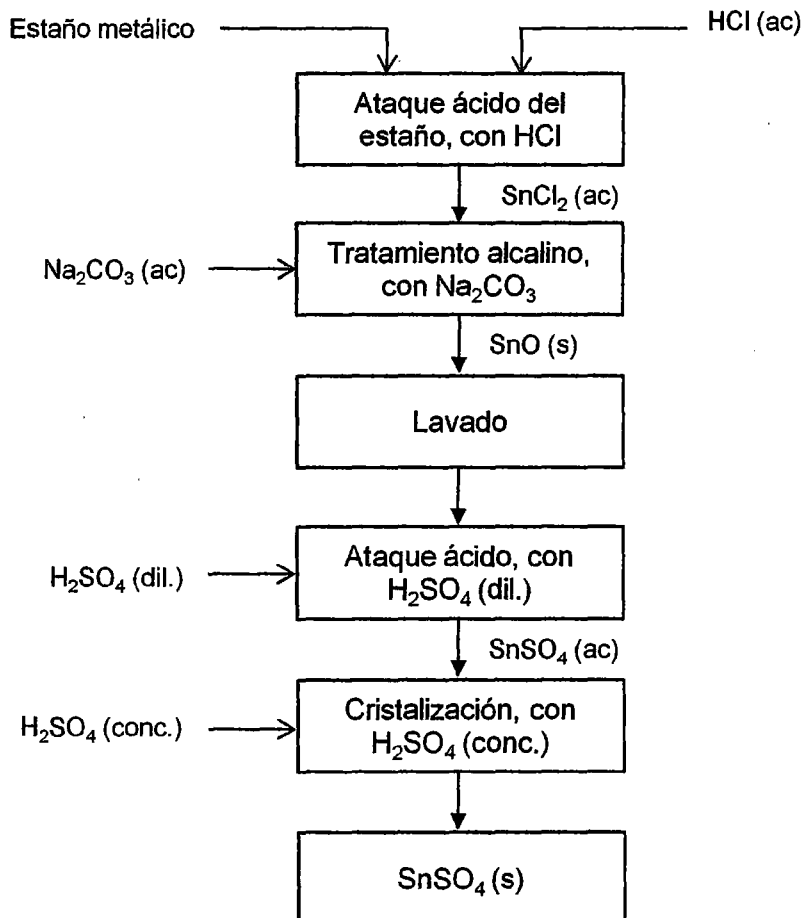 Estaño metálico
HCl (ac)
Ataque ácido del
estaño, con HCl
SnCl₂ (ac)
Na₂CO₃ (ac)
Tratamiento alcalino,
con Na₂CO₃
SnO (s)
Lavado
H₂SO₄ (dil.)
Ataque ácido, con
H₂SO₄ (dil.)
SnSO₄ (ac)
H₂SO₄ (conc.)
Cristalización, con
H₂SO₄ (conc.)
SnSO₄ (s)